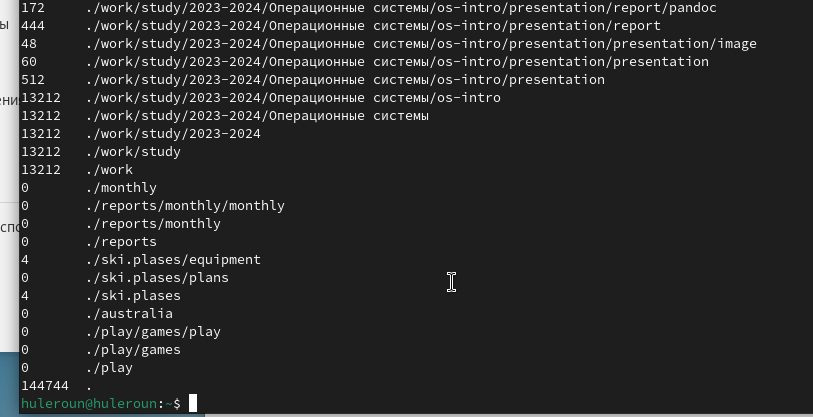 172 ./work/study/2023-2024/Операционные системы/os-intro/presentation/report/pandoc
444 ./work/study/2023-2024/Операционные системы/os-intro/presentation/report
48 ./work/study/2023-2024/Операционные системы/os-intro/presentation/presentation/image
60 ./work/study/2023-2024/Операционные системы/os-intro/presentation/presentation
512 ./work/study/2023-2024/Операционные системы/os-intro/presentation
13212 ./work/study/2023-2024/Операционные системы/os-intro
13212 ./work/study/2023-2024/Операционные системы
13212 ./work/study/2023-2024
13212 ./work/study
13212 ./work
0 ./monthly
0 ./reports/monthly/monthly
0 ./reports/monthly
0 ./reports
4 ./ski.plases/equipment
0 ./ski.plases/plans
4 ./ski.plases
0 ./australia
0 ./play/games/play
0 ./play/games
0 ./play
144744 .
huleroun@huleroun:~$